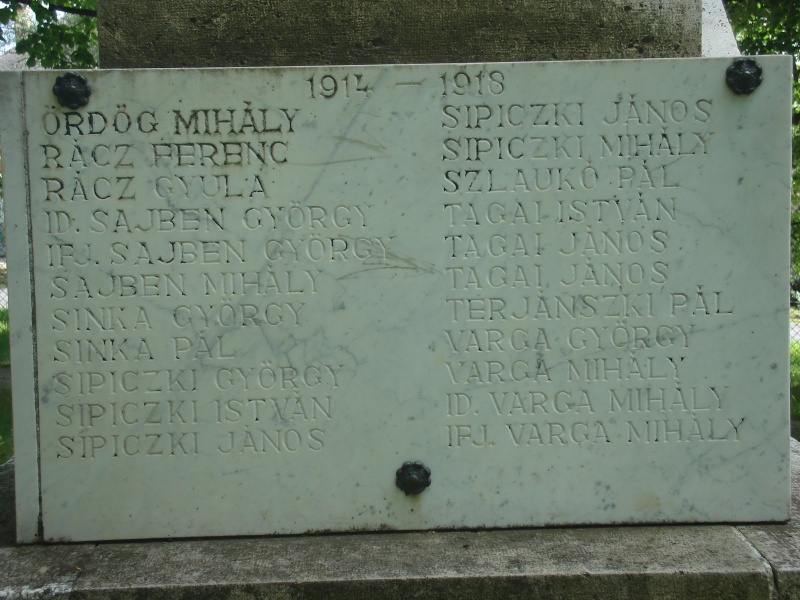 1914 — 1918
ÖRDÖG MIHÁLY
RÁCZ FERENC
RÁCZ GYULA
ID. SAJBEN GYÖRGY
IFJ. SAJBEN GYÖRGY
SAJBEN MIHÁLY
SINKA GYÖRGY
SINKA PÁL
SIPICZKI GYÖRGY
SIPICZKI ISTVÁN
SIPICZKI JÁNOS
SIPICZKI JÁNOS
SIPICZKI MIHÁLY
SZLAUKÓ PÁL
TAGAI ISTVÁN
TAGAI JÁNOS
TAGAI JÁNOS
TERJÁNSZKI PÁL
VARGA GYÖRGY
VARGA MIHÁLY
ID. VARGA MIHÁLY
IFJ. VARGA MIHÁLY